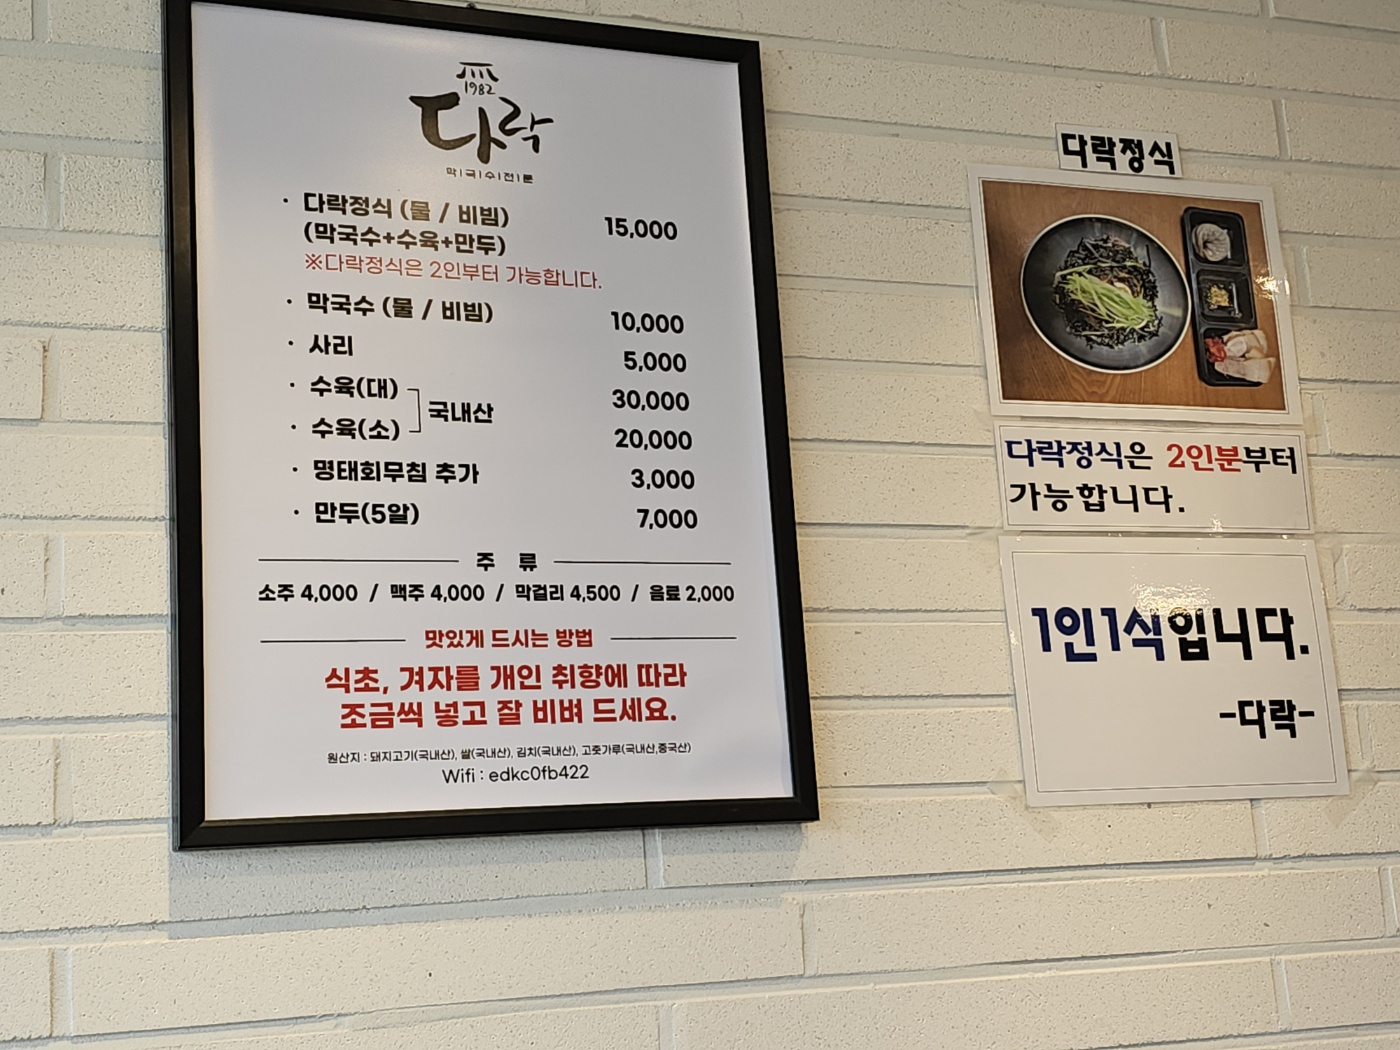 1982
다락
막|국|수|전|문
· 다락정식 (물 / 비빔) 15,000
(막국수+수육+만두)
※다락정식은 2인부터 가능합니다.
· 막국수 (물 / 비빔) 10,000
· 사리 5,000
· 수육(대) 30,000
국내산
· 수육(소) 20,000
· 명태회무침 추가 3,000
· 만두(5알) 7,000
주 류
소주 4,000 / 맥주 4,000 / 막걸리 4,500 / 음료 2,000
맛있게 드시는 방법
식초, 겨자를 개인 취향에 따라
조금씩 넣고 잘 비벼 드세요.
원산지 : 돼지고기(국내산), 쌀(국내산), 김치(국내산), 고춧가루(국내산,중국산)
Wifi : edkc0fb422
다락정식
다락정식은 2인분부터
가능합니다.
1인1식입니다.
-다락-